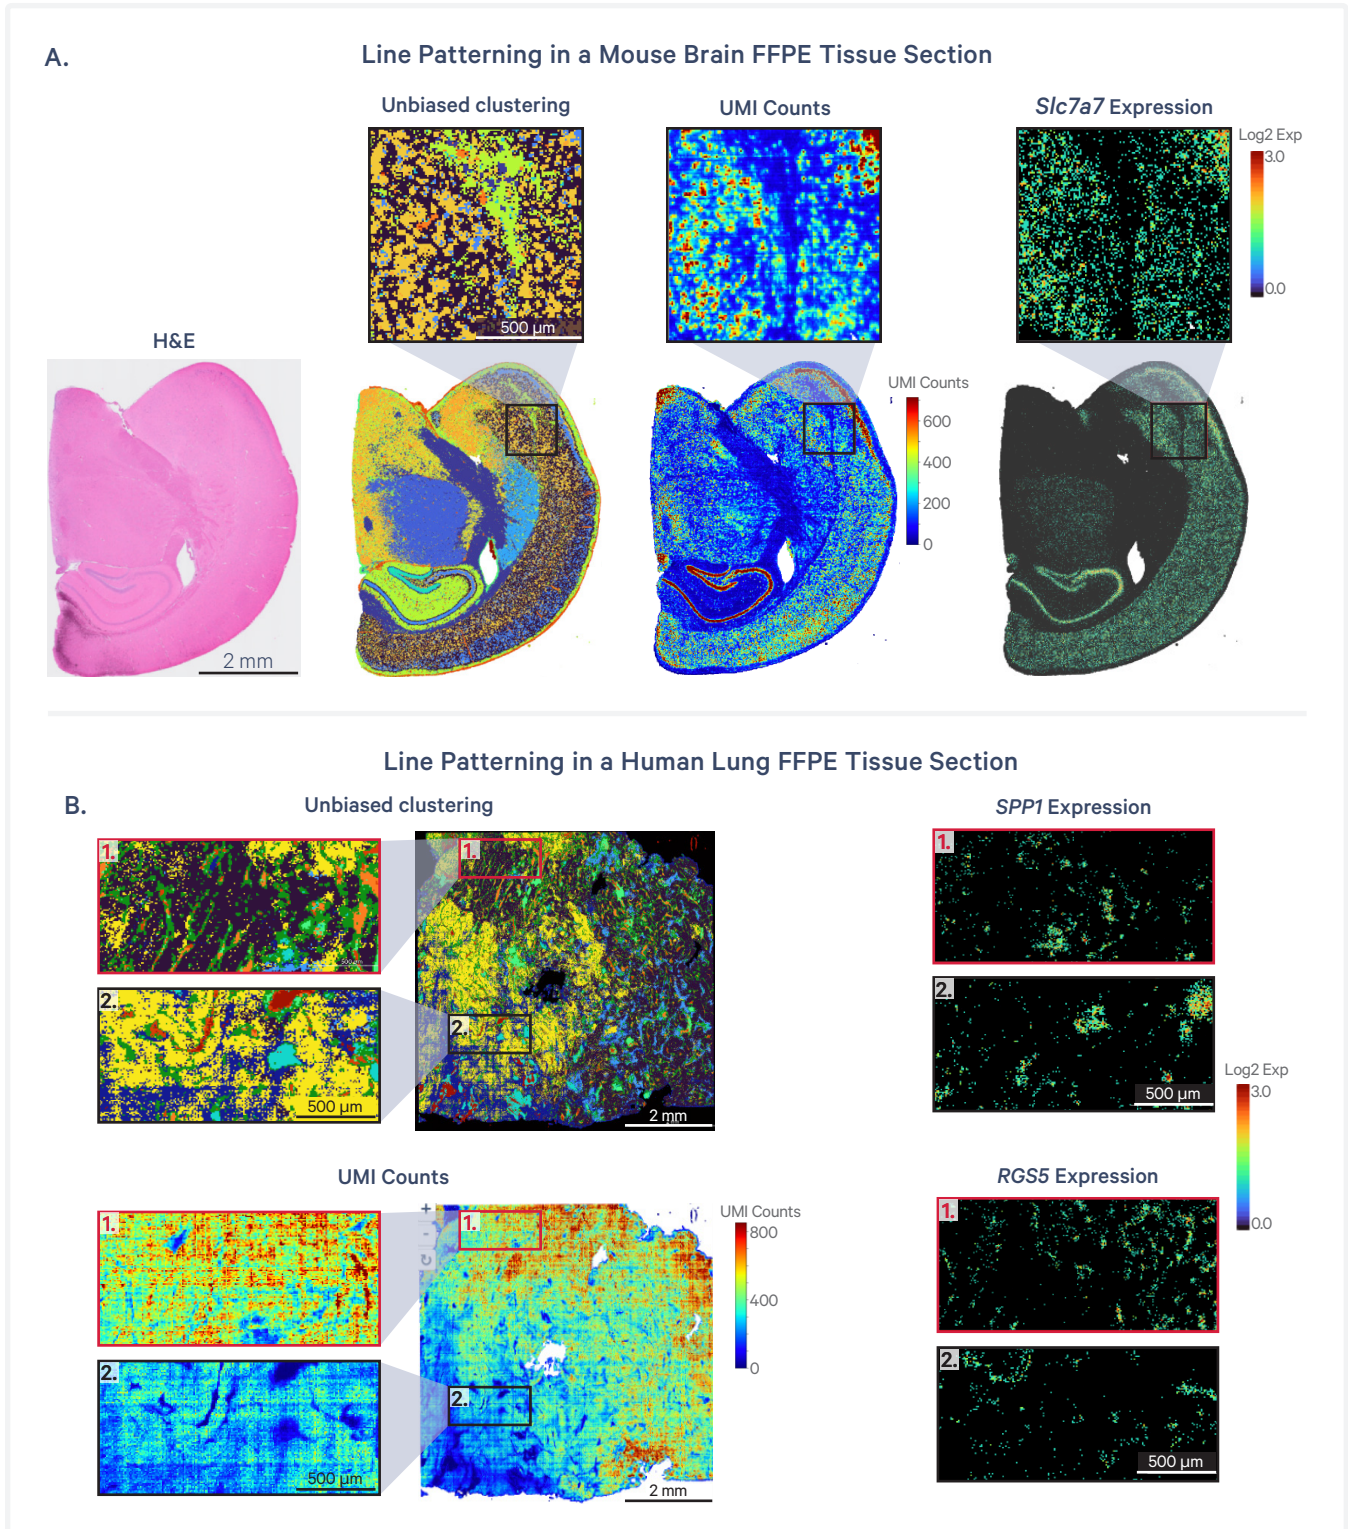 A.
Line Patterning in a Mouse Brain FFPE Tissue Section
Unbiased clustering
UMI Counts
Slc7a7 Expression
Log2 Exp
3.0
0.0
500 µm
H&E
2 mm
UMI Counts
600
400
200
0
Line Patterning in a Human Lung FFPE Tissue Section
B.
Unbiased clustering
SPP1 Expression
1.
1.
1.
2.
2.
2.
500 µm
2 mm
500 µm
Log2 Exp
3.0
0.0
UMI Counts
RGS5 Expression
1.
1.
UMI Counts
800
400
0
1.
2.
2.
2.
500 µm
2 mm
500 µm